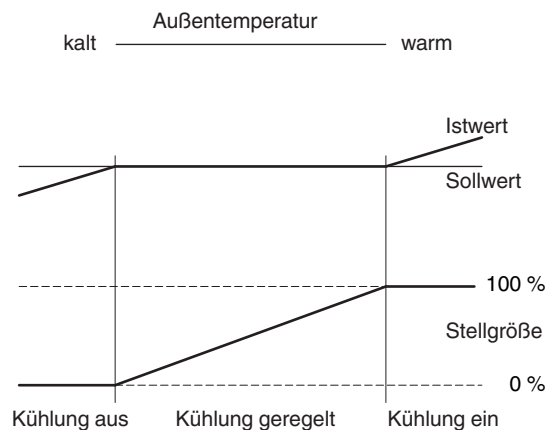 Außentemperatur
kalt
warm
Istwert
Sollwert
100 %
Stellgröße
0 %
Kühlung aus
Kühlung geregelt
Kühlung ein